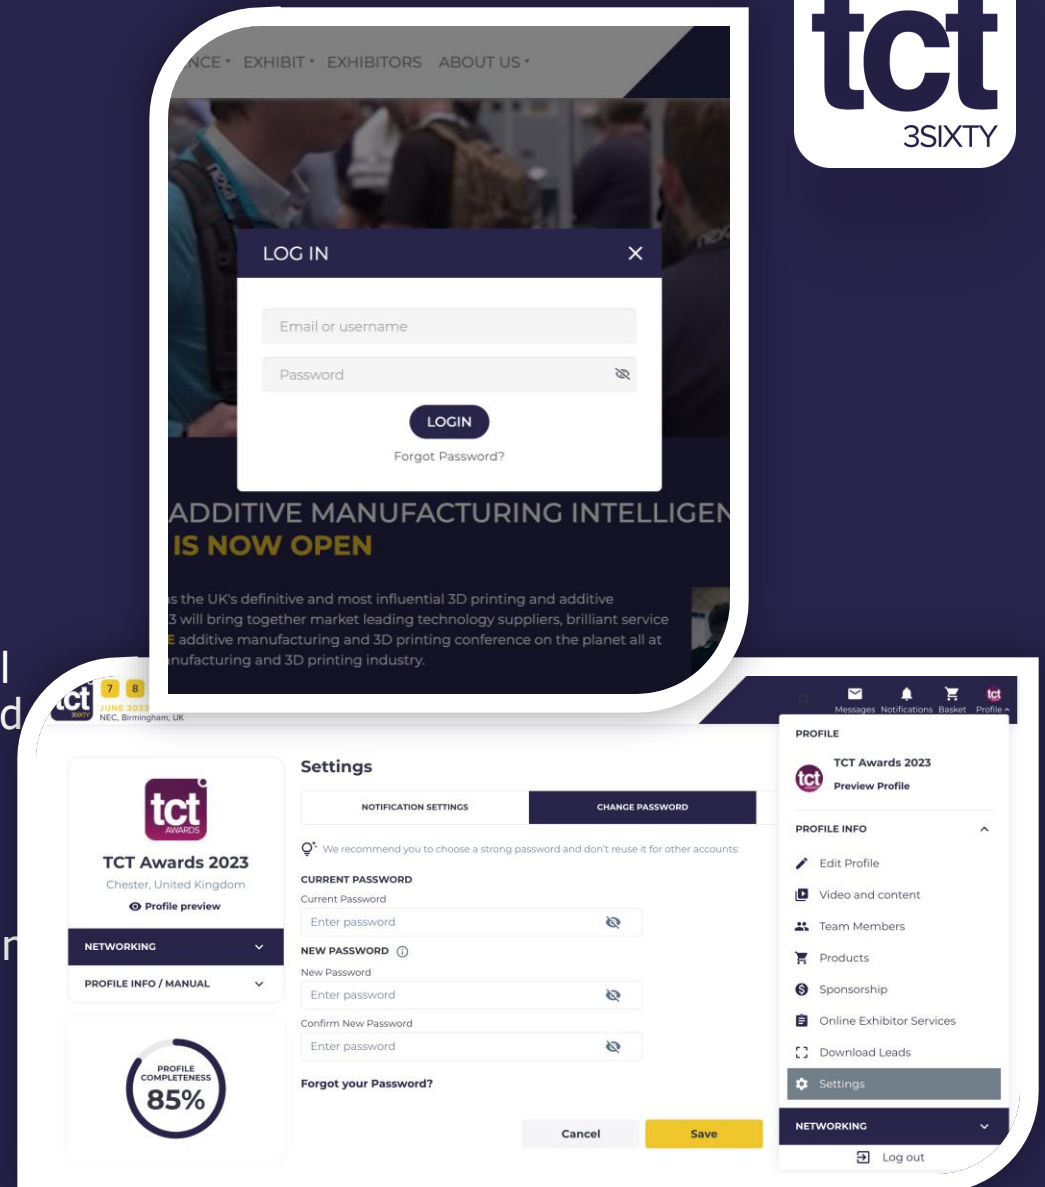 tct
3SIXTY
EXHIBIT EXHIBITORS ABOUT US
LOG IN
Email or username
Password
LOGIN
Forgot Password?
ADDITIVE MANUFACTURING
IS NOW OPEN
the UK's definitive and most influential 3D printing and additive
will bring together market leading technology suppliers, brilliant service
additive manufacturing and 3D printing conference on the planet all at
and 3D printing industry.
tct
3SIXTY
7 8
JUNE 2023
NEC, Birmingham, UK
Messages Notifications Basket Profile
tct
tct
AWARDS
TCT Awards 2023
Chester, United Kingdom
Profile preview
NETWORKING
PROFILE INFO / MANUAL
PROFILE
COMPLETENESS
85%
Settings
NOTIFICATION SETTINGS CHANGE PASSWORD
We recommend you to choose a strong password and don't reuse it for other accounts:
CURRENT PASSWORD
Current Password
Enter password
NEW PASSWORD
New Password
Enter password
Confirm New Password
Enter password
Forgot your Password?
Cancel Save
PROFILE
tct
TCT Awards 2023
Preview Profile
PROFILE INFO
Edit Profile
Video and content
Team Members
Products
Sponsorship
Online Exhibitor Services
Download Leads
Settings
NETWORKING
Log out